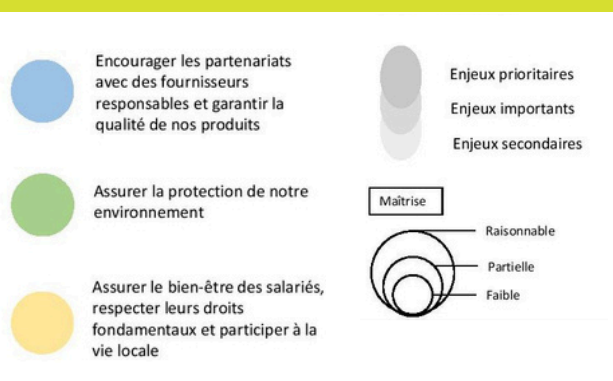 Encourager les partenariats
avec des fournisseurs
responsables et garantir la
qualité de nos produits
Assurer la protection de notre
environnement
Assurer le bien-être des salariés,
respecter leurs droits
fondamentaux et participer à la
vie locale
Enjeux prioritaires
Enjeux importants
Enjeux secondaires
Maîtrise
Raisonnable
Partielle
Faible